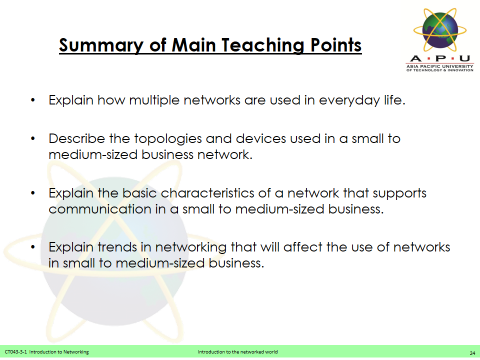 Summary of Main Teaching Points
A • P • U
ASIA PACIFIC UNIVERSITY
OF TECHNOLOGY & INNOVATION
• Explain how multiple networks are used in everyday life.
• Describe the topologies and devices used in a small to
medium-sized business network.
• Explain the basic characteristics of a network that supports
communication in a small to medium-sized business.
• Explain trends in networking that will affect the use of networks
in small to medium-sized business.
CT043-3-1 Introduction to Networking
Introduction to the networked world
24